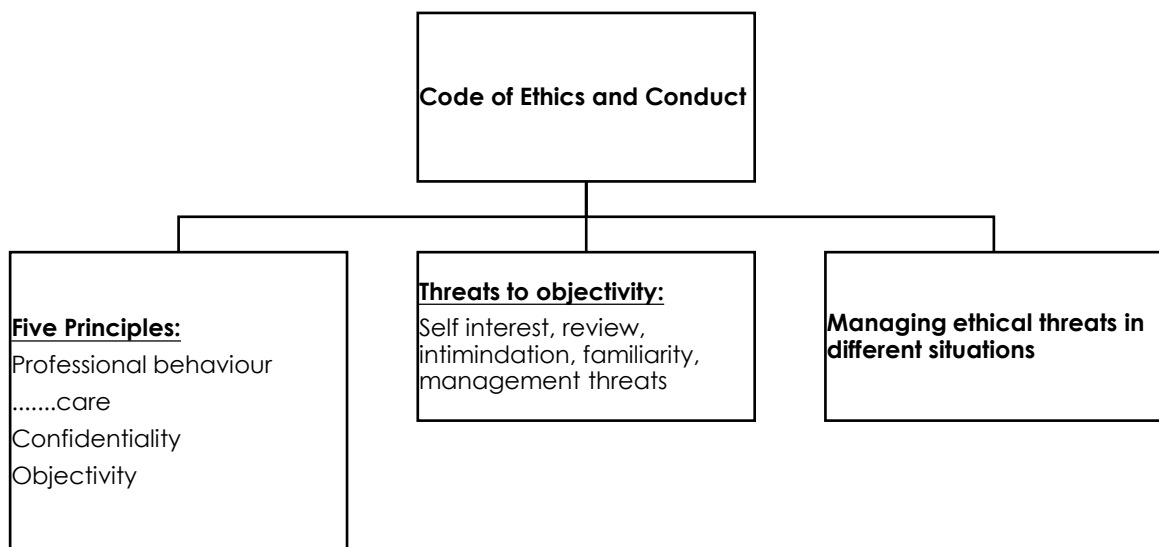 Code of Ethics and Conduct
Five Principles:
Professional behaviour
.......care
Confidentiality
Objectivity
Threats to objectivity:
Self interest, review,
intimindation, familiarity,
management threats
Managing ethical threats in
different situations